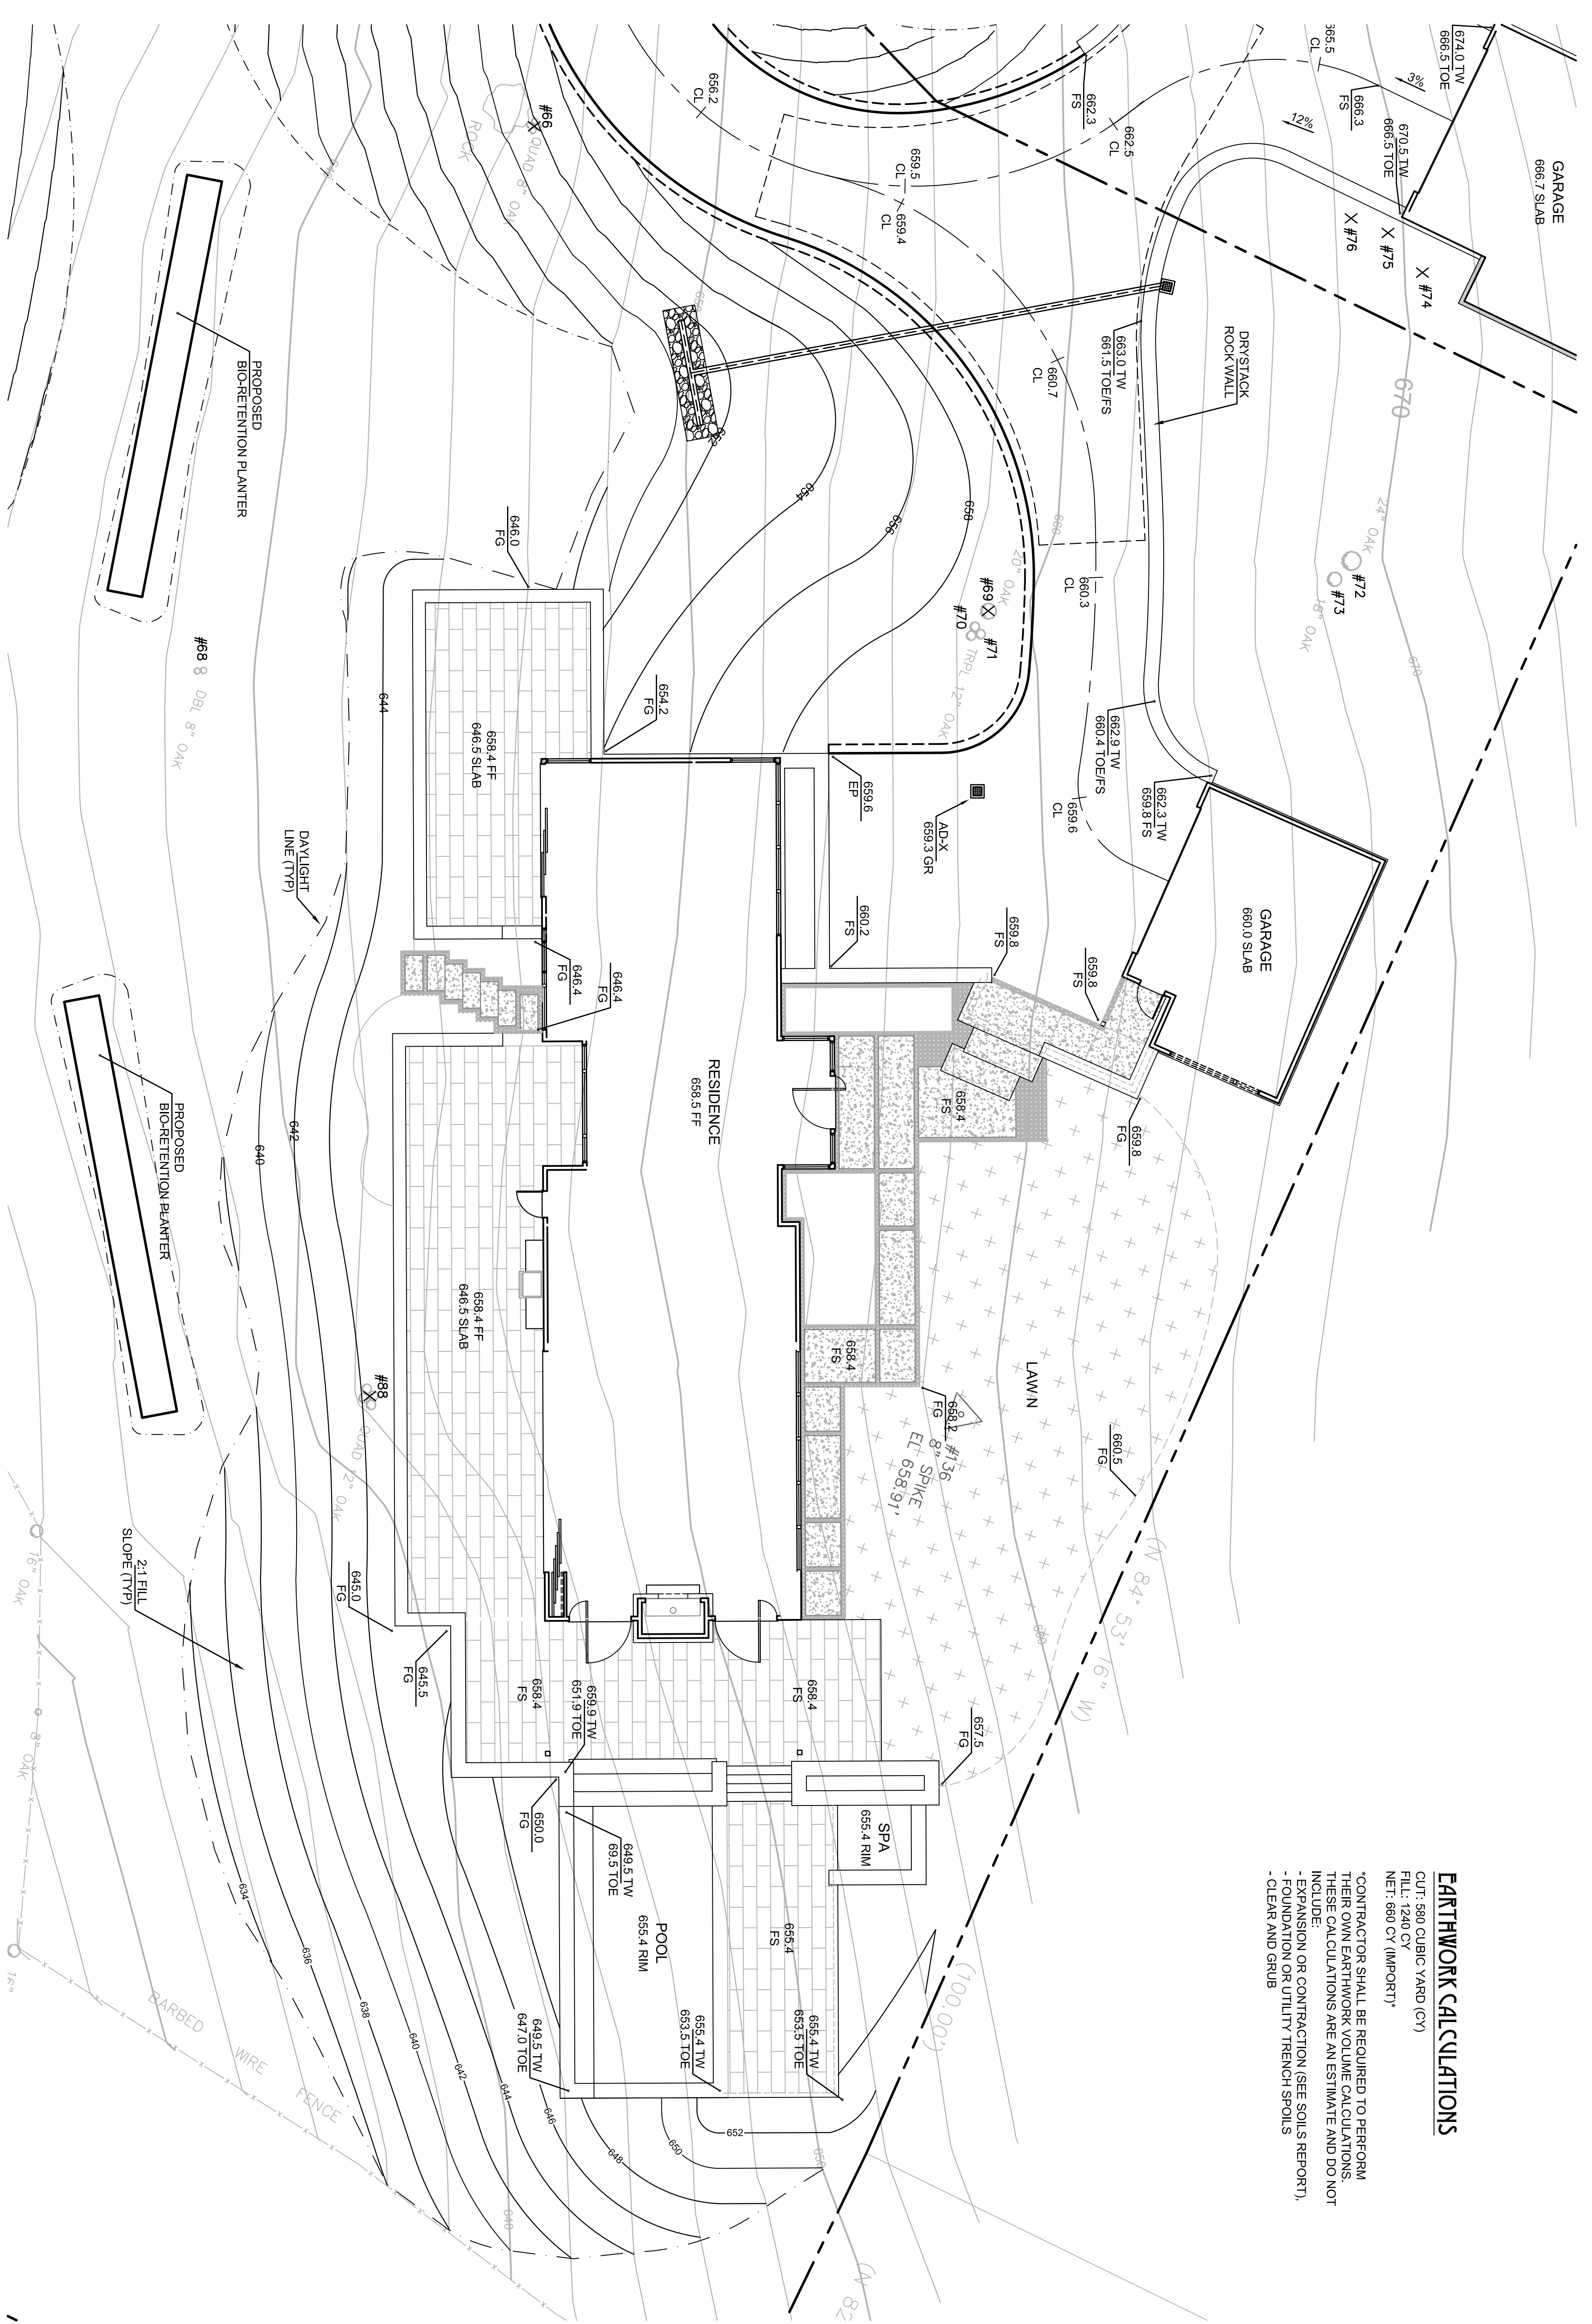 665.5
CL
674.0 TW
666.5 TOE
3%
666.3
FS
12%
670.5 TW
666.5 TOE
GARAGE
666.7 SLAB
656.2
CL
662.3
FS
662.5
CL
659.5
CL
659.4
CL
#66
QUAD 8" OAK
ROCK
#76
#75
#74
670
DRYSTACK
ROCK WALL
663.0 TW
661.5 TOE/FS
660.7
CL
PROPOSED
BIO-RETENTION PLANTER
654
656
658
660
24" OAK
#72
#73
18" OAK
670
646.0
FG
20" OAK
#69
#70
#71
TRPL 12" OAK
660.3
CL
#68
DBL 8" OAK
644
654.2
FG
658.4 FF
646.5 SLAB
662.9 TW
660.4 TOE/FS
662.3 TW
659.8 FS
659.6
CL
659.6
EP
AD-X
659.3 GR
DAYLIGHT
LINE (TYP)
GARAGE
660.0 SLAB
660.2
FS
659.8
FS
659.8
FS
646.4
FG
646.4
FG
RESIDENCE
658.5 FF
658.4
FS
659.8
FG
PROPOSED
BIO-RETENTION PLANTER
640
642
658.4 FF
646.5 SLAB
658.4
FS
LAWN
658.2
FG
#136
8" SPIKE
EL 658.91'
660.5
FG
#88
QUAD 12" OAK
(N 84° 53' 16" W)
660
16" OAK
2:1 FILL
SLOPE (TYP)
645.0
FG
645.5
FG
658.4
FS
659.9 TW
651.9 TOE
658.4
FS
657.5
FG
8" OAK
650.0
FG
649.5 TW
69.5 TOE
SPA
655.4 RIM
POOL
655.4 RIM
655.4
FS
(100.00')
634
636
638
640
642
644
646
648
650
652
650
640
649.5 TW
647.0 TOE
655.4 TW
653.5 TOE
655.4 TW
653.5 TOE
16"
BARBED WIRE FENCE
(N 82
EARTHWORK CALCULATIONS
CUT: 580 CUBIC YARD (CY)
FILL: 1240 CY
NET: 660 CY (IMPORT)*
*CONTRACTOR SHALL BE REQUIRED TO PERFORM
THEIR OWN EARTHWORK VOLUME CALCULATIONS.
THESE CALCULATIONS ARE AN ESTIMATE AND DO NOT
INCLUDE:
- EXPANSION OR CONTRACTION (SEE SOILS REPORT),
- FOUNDATION OR UTILITY TRENCH SPOILS
- CLEAR AND GRUB